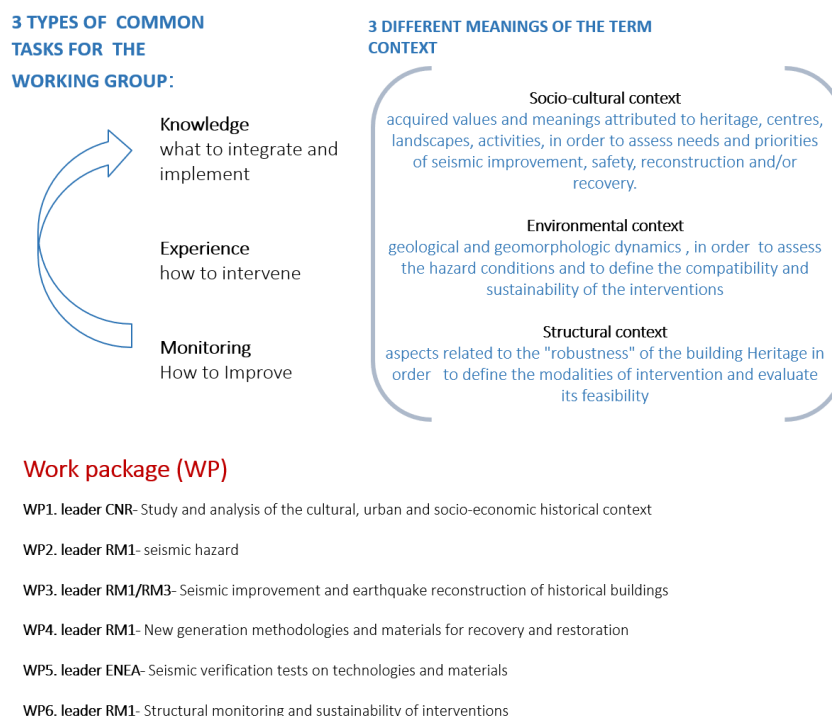 3 TYPES OF COMMON
TASKS FOR THE
WORKING GROUP:
Knowledge
what to integrate and
implement
Experience
how to intervene
Monitoring
How to Improve
3 DIFFERENT MEANINGS OF THE TERM
CONTEXT
Socio-cultural context
acquired values and meanings attributed to heritage, centres,
landscapes, activities, in order to assess needs and priorities
of seismic improvement, safety, reconstruction and/or
recovery.
Environmental context
geological and geomorphologic dynamics , in order to assess
the hazard conditions and to define the compatibility and
sustainability of the interventions
Structural context
aspects related to the "robustness" of the building Heritage in
order to define the modalities of intervention and evaluate
its feasibility
Work package (WP)
WP1. leader CNR- Study and analysis of the cultural, urban and socio-economic historical context
WP2. leader RM1- seismic hazard
WP3. leader RM1/RM3- Seismic improvement and earthquake reconstruction of historical buildings
WP4. leader RM1- New generation methodologies and materials for recovery and restoration
WP5. leader ENEA- Seismic verification tests on technologies and materials
WP6. leader RM1- Structural monitoring and sustainability of interventions